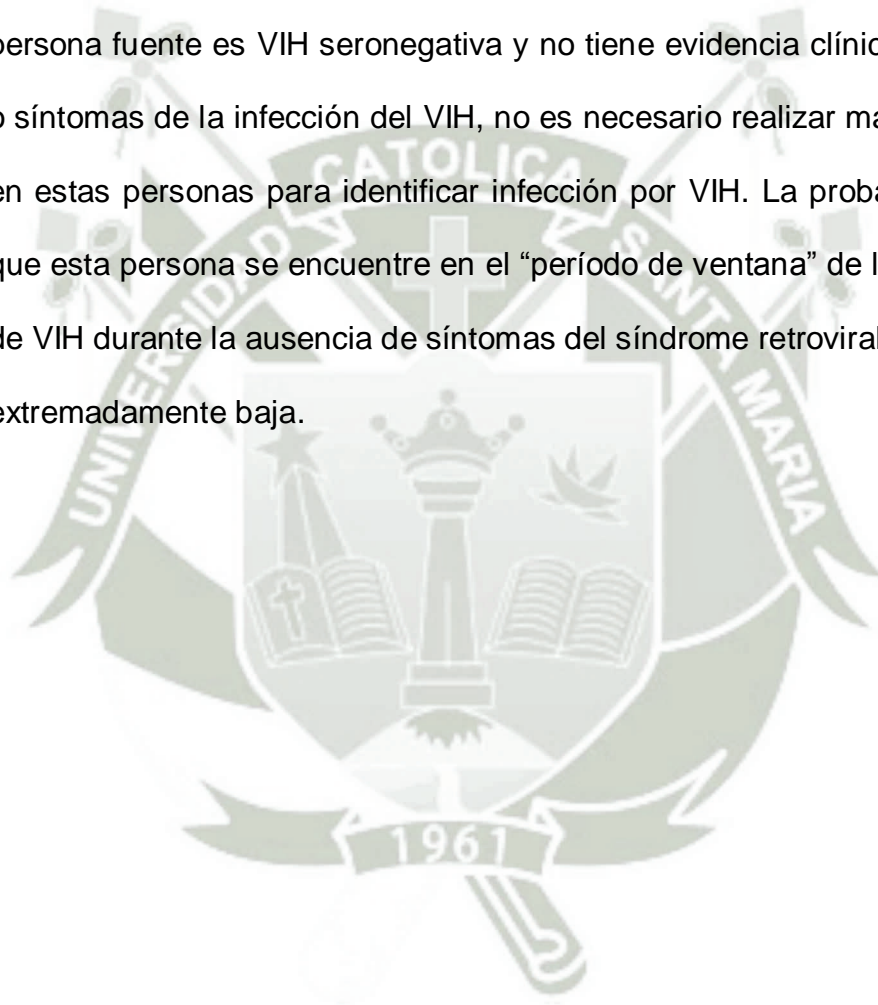 persona fuente es VIH seronegativa y no tiene evidencia clínic
o síntomas de la infección del VIH, no es necesario realizar má
en estas personas para identificar infección por VIH. La proba
que esta persona se encuentre en el “período de ventana” de l
de VIH durante la ausencia de síntomas del síndrome retroviral
extremadamente baja.
UNIVERSIDAD CATOLICA SANTA MARIA
1961